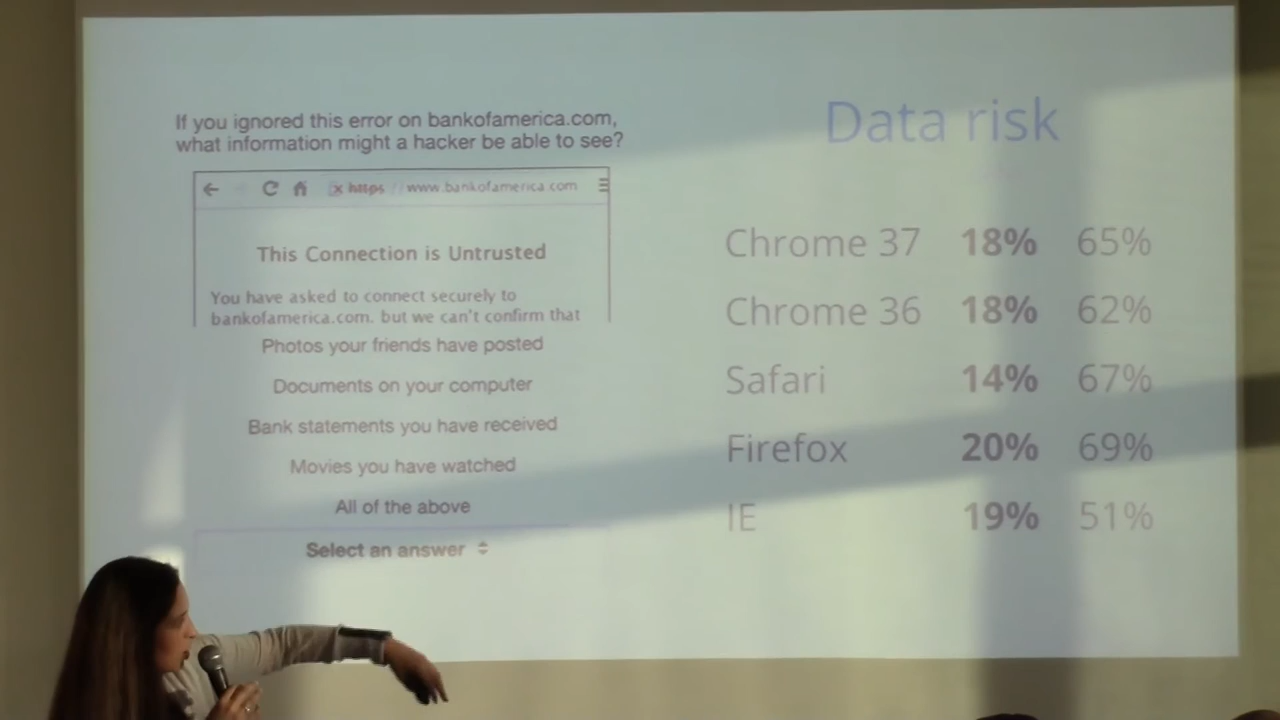 If you ignored this error on bankofamerica.com,
what information might a hacker be able to see?
x https://www.bankofamerica.com
This Connection is Untrusted
You have asked to connect securely to
bankofamerica.com. but we can't confirm that
Photos your friends have posted
Documents on your computer
Bank statements you have received
Movies you have watched
All of the above
Select an answer
Data risk
Chrome 37 18% 65%
Chrome 36 18% 62%
Safari 14% 67%
Firefox 20% 69%
IE 19% 51%